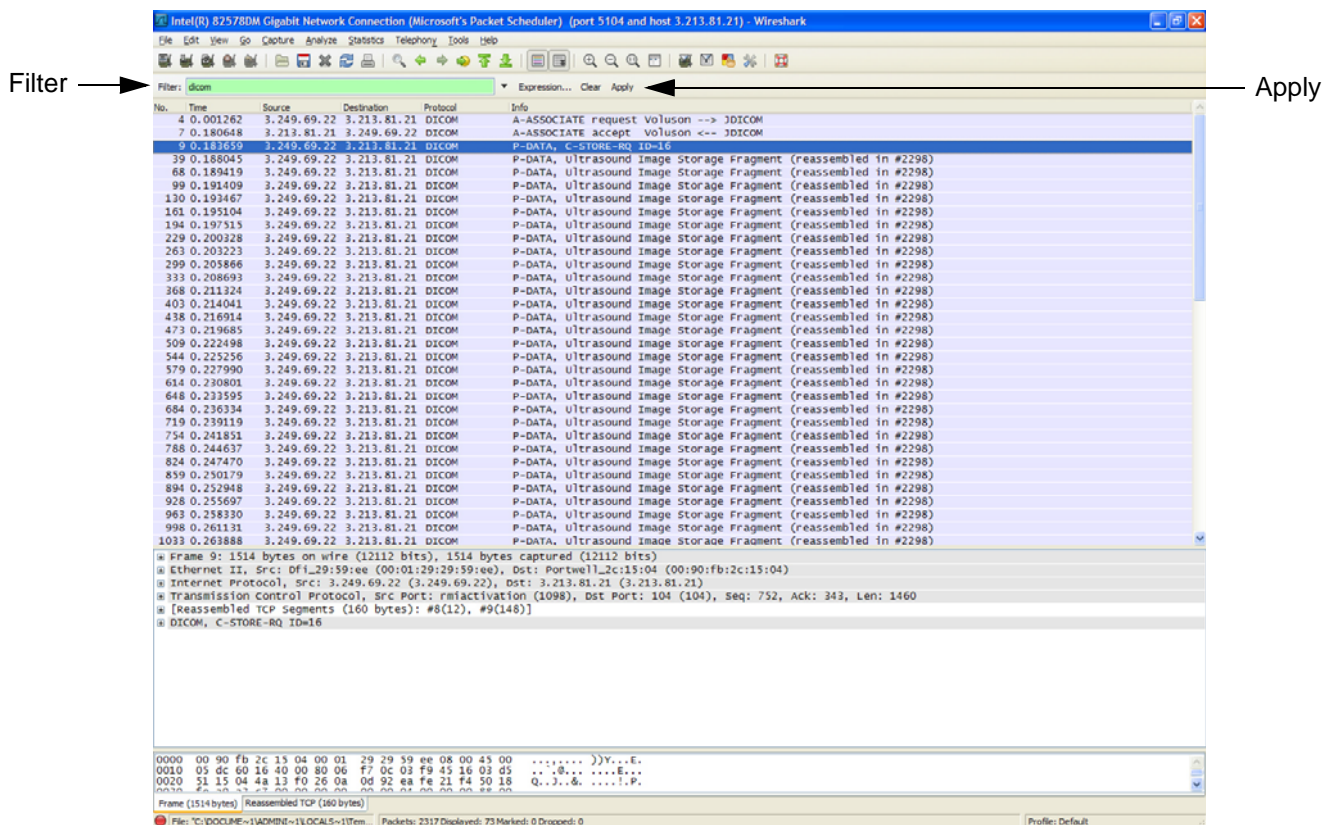 Intel(R) 82578DM Gigabit Network Connection (Microsoft's Packet Scheduler) (port 5104 and host 3.213.81.21) - Wireshark
File Edit View Go Capture Analyze Statistics Telephony Tools Help
Filter
Filter: dicom Expression... Clear Apply
Apply
No. Time Source Destination Protocol Info
4 0.001262 3.249.69.22 3.213.81.21 DICOM A-ASSOCIATE request Voluson --> JDICOM
7 0.180648 3.213.81.21 3.249.69.22 DICOM A-ASSOCIATE accept Voluson <-- JDICOM
9 0.183659 3.249.69.22 3.213.81.21 DICOM P-DATA, C-STORE-RQ ID=16
39 0.188045 3.249.69.22 3.213.81.21 DICOM P-DATA, Ultrasound Image Storage Fragment (reassembled in #2298)
68 0.189419 3.249.69.22 3.213.81.21 DICOM P-DATA, Ultrasound Image Storage Fragment (reassembled in #2298)
99 0.191409 3.249.69.22 3.213.81.21 DICOM P-DATA, Ultrasound Image Storage Fragment (reassembled in #2298)
130 0.193467 3.249.69.22 3.213.81.21 DICOM P-DATA, Ultrasound Image Storage Fragment (reassembled in #2298)
161 0.195104 3.249.69.22 3.213.81.21 DICOM P-DATA, Ultrasound Image Storage Fragment (reassembled in #2298)
194 0.197515 3.249.69.22 3.213.81.21 DICOM P-DATA, Ultrasound Image Storage Fragment (reassembled in #2298)
229 0.200328 3.249.69.22 3.213.81.21 DICOM P-DATA, Ultrasound Image Storage Fragment (reassembled in #2298)
263 0.203223 3.249.69.22 3.213.81.21 DICOM P-DATA, Ultrasound Image Storage Fragment (reassembled in #2298)
299 0.205866 3.249.69.22 3.213.81.21 DICOM P-DATA, Ultrasound Image Storage Fragment (reassembled in #2298)
333 0.208693 3.249.69.22 3.213.81.21 DICOM P-DATA, Ultrasound Image Storage Fragment (reassembled in #2298)
368 0.211324 3.249.69.22 3.213.81.21 DICOM P-DATA, Ultrasound Image Storage Fragment (reassembled in #2298)
403 0.214041 3.249.69.22 3.213.81.21 DICOM P-DATA, Ultrasound Image Storage Fragment (reassembled in #2298)
438 0.216914 3.249.69.22 3.213.81.21 DICOM P-DATA, Ultrasound Image Storage Fragment (reassembled in #2298)
473 0.219685 3.249.69.22 3.213.81.21 DICOM P-DATA, Ultrasound Image Storage Fragment (reassembled in #2298)
509 0.222498 3.249.69.22 3.213.81.21 DICOM P-DATA, Ultrasound Image Storage Fragment (reassembled in #2298)
544 0.225256 3.249.69.22 3.213.81.21 DICOM P-DATA, Ultrasound Image Storage Fragment (reassembled in #2298)
579 0.227990 3.249.69.22 3.213.81.21 DICOM P-DATA, Ultrasound Image Storage Fragment (reassembled in #2298)
614 0.230801 3.249.69.22 3.213.81.21 DICOM P-DATA, Ultrasound Image Storage Fragment (reassembled in #2298)
648 0.233595 3.249.69.22 3.213.81.21 DICOM P-DATA, Ultrasound Image Storage Fragment (reassembled in #2298)
684 0.236334 3.249.69.22 3.213.81.21 DICOM P-DATA, Ultrasound Image Storage Fragment (reassembled in #2298)
719 0.239119 3.249.69.22 3.213.81.21 DICOM P-DATA, Ultrasound Image Storage Fragment (reassembled in #2298)
754 0.241851 3.249.69.22 3.213.81.21 DICOM P-DATA, Ultrasound Image Storage Fragment (reassembled in #2298)
788 0.244637 3.249.69.22 3.213.81.21 DICOM P-DATA, Ultrasound Image Storage Fragment (reassembled in #2298)
824 0.247470 3.249.69.22 3.213.81.21 DICOM P-DATA, Ultrasound Image Storage Fragment (reassembled in #2298)
859 0.250179 3.249.69.22 3.213.81.21 DICOM P-DATA, Ultrasound Image Storage Fragment (reassembled in #2298)
894 0.252948 3.249.69.22 3.213.81.21 DICOM P-DATA, Ultrasound Image Storage Fragment (reassembled in #2298)
928 0.255697 3.249.69.22 3.213.81.21 DICOM P-DATA, Ultrasound Image Storage Fragment (reassembled in #2298)
963 0.258330 3.249.69.22 3.213.81.21 DICOM P-DATA, Ultrasound Image Storage Fragment (reassembled in #2298)
998 0.261131 3.249.69.22 3.213.81.21 DICOM P-DATA, Ultrasound Image Storage Fragment (reassembled in #2298)
1033 0.263888 3.249.69.22 3.213.81.21 DICOM P-DATA, Ultrasound Image Storage Fragment (reassembled in #2298)
Frame 9: 1514 bytes on wire (12112 bits), 1514 bytes captured (12112 bits)
Ethernet II, Src: Dfi_29:59:ee (00:01:29:29:59:ee), Dst: Portwell_2c:15:04 (00:90:fb:2c:15:04)
Internet Protocol, Src: 3.249.69.22 (3.249.69.22), Dst: 3.213.81.21 (3.213.81.21)
Transmission Control Protocol, Src Port: rmiactivation (1098), Dst Port: 104 (104), Seq: 752, Ack: 343, Len: 1460
[Reassembled TCP Segments (160 bytes): #8(12), #9(148)]
DICOM, C-STORE-RQ ID=16
0000 00 90 fb 2c 15 04 00 01 29 29 59 ee 08 00 45 00 ...,.... ))Y...E.
0010 05 dc 60 16 40 00 80 06 f7 0c 03 f9 45 16 03 d5 ..`.@... ....E...
0020 51 15 04 4a 13 f0 26 0a 0d 92 ea fe 21 f4 50 18 Q..J..&. ....!.P.
Frame (1514 bytes) Reassembled TCP (160 bytes)
File: "C:\DOCUME~1\ADMINI~1\LOCALS~1\Tem... Packets: 2317 Displayed: 73 Marked: 0 Dropped: 0 Profile: Default